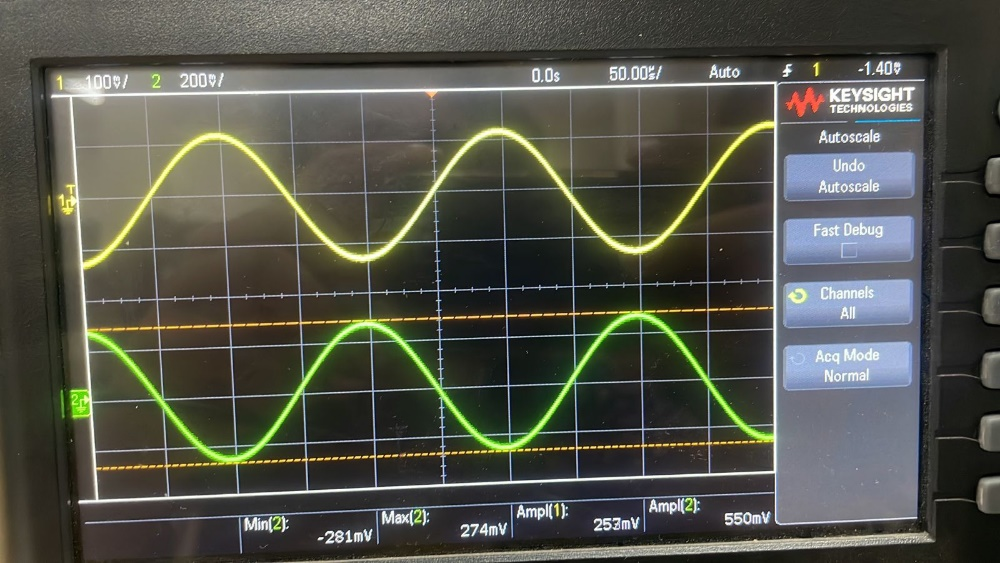 1 100mV/ 2 200mV/ 0.0s 50.00us/ Auto 1 -1.40mV
KEYSIGHT
TECHNOLOGIES
Autoscale
Undo
Autoscale
Fast Debug
Channels
All
Acq Mode
Normal
T
1
2
Min(2):
-281mV
Max(2):
274mV
Ampl(1):
253mV
Ampl(2):
550mV